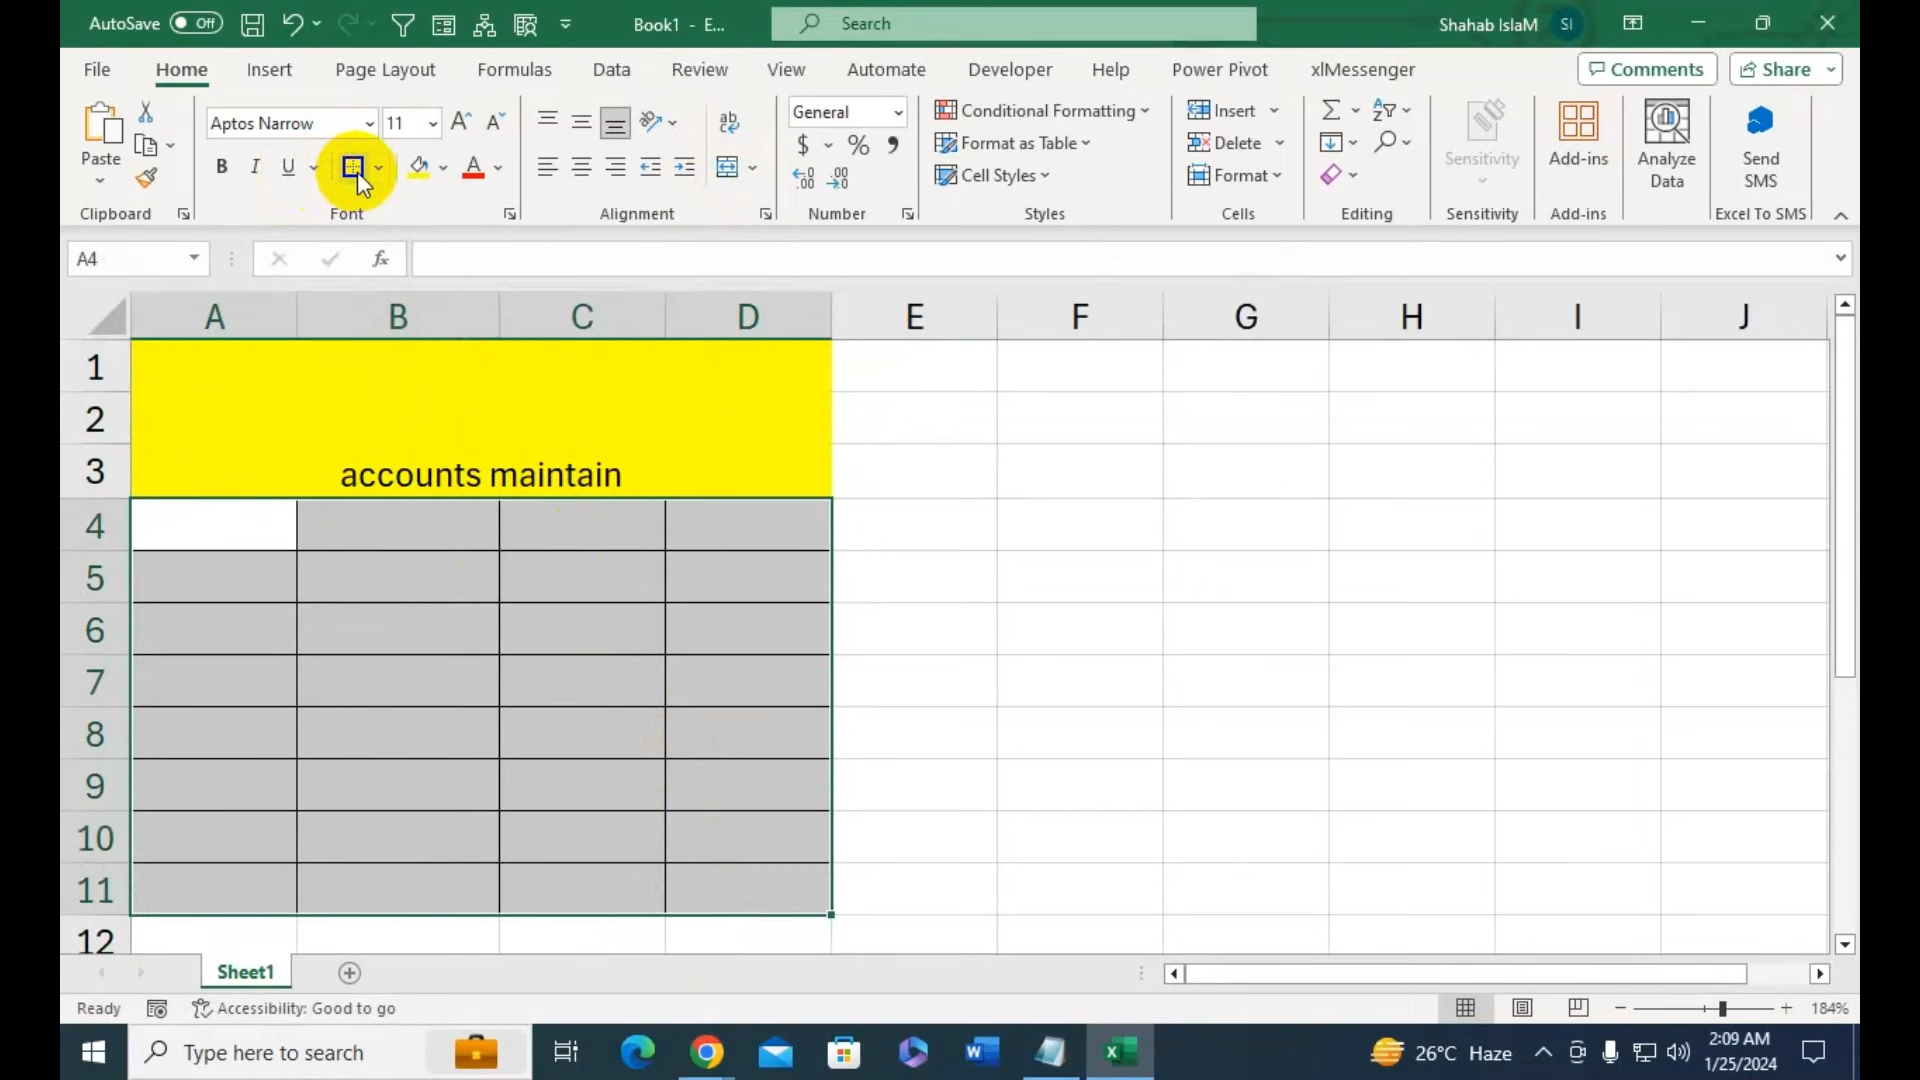 AutoSave Off Book1 - E... Search Shahab IslaM SI
File Home Insert Page Layout Formulas Data Review View Automate Developer Help Power Pivot xlMessenger Comments Share
Paste
Clipboard
Aptos Narrow 11 A A
B I U A
Font
ab
Alignment
General
$ % 9
.00 .00
Number
Conditional Formatting
Format as Table
Cell Styles
Styles
Insert
Delete
Format
Cells
Σ
Editing
Sensitivity
Sensitivity
Add-ins
Add-ins
Analyze
Data
Send
SMS
Excel To SMS
A4 fx
A B C D E F G H I J
1
2
3 accounts maintain
4
5
6
7
8
9
10
11
12
Sheet1
Ready Accessibility: Good to go 184%
Type here to search 26°C Haze 2:09 AM
1/25/2024